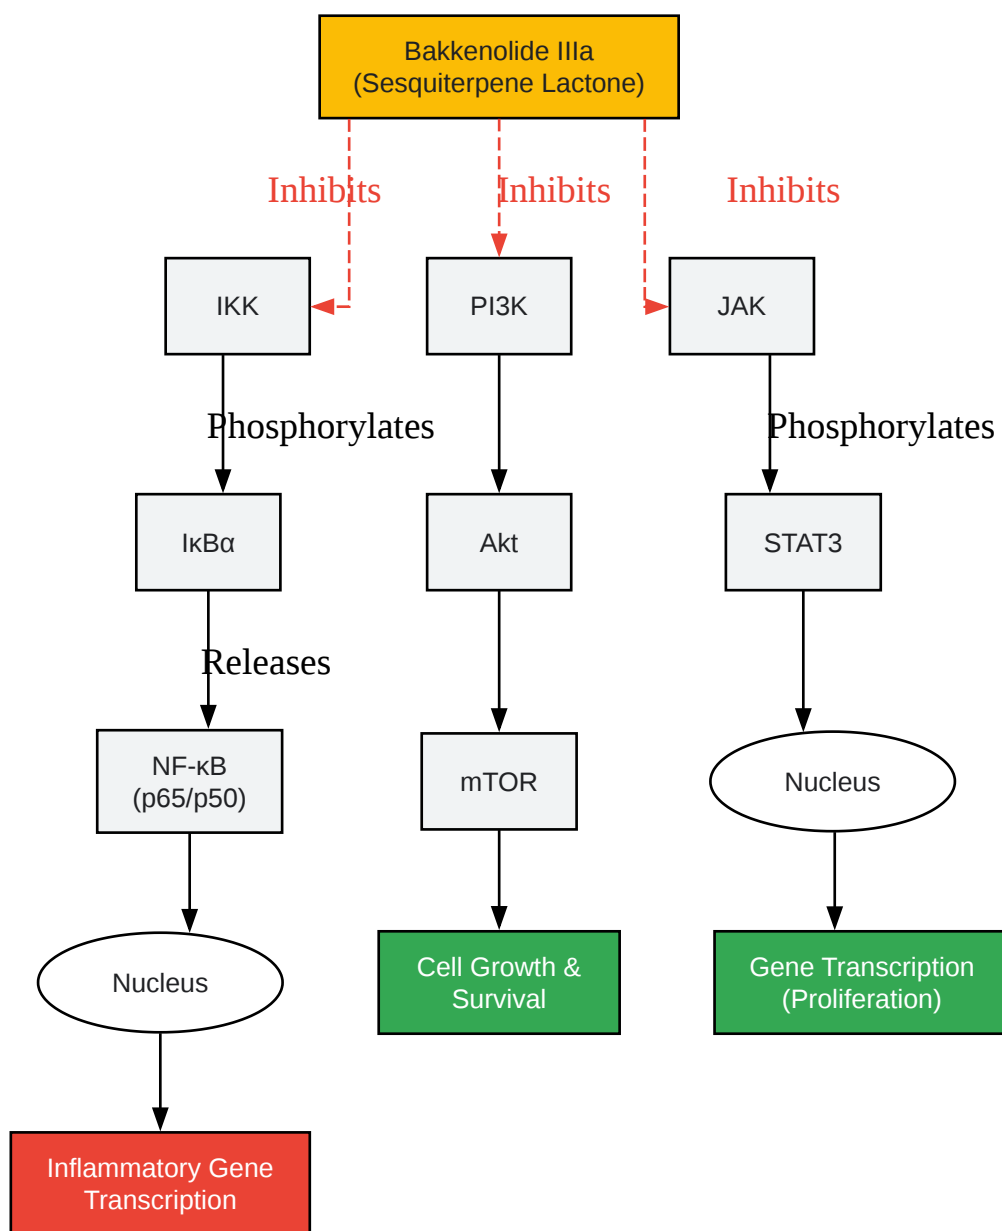 Bakkenolide IIIa
(Sesquiterpene Lactone)
Inhibits
Inhibits
Inhibits
IKK
PI3K
JAK
Phosphorylates
Phosphorylates
IκBα
Akt
STAT3
Releases
NF-κB
(p65/p50)
mTOR
Nucleus
Nucleus
Cell Growth &
Survival
Gene Transcription
(Proliferation)
Inflammatory Gene
Transcription